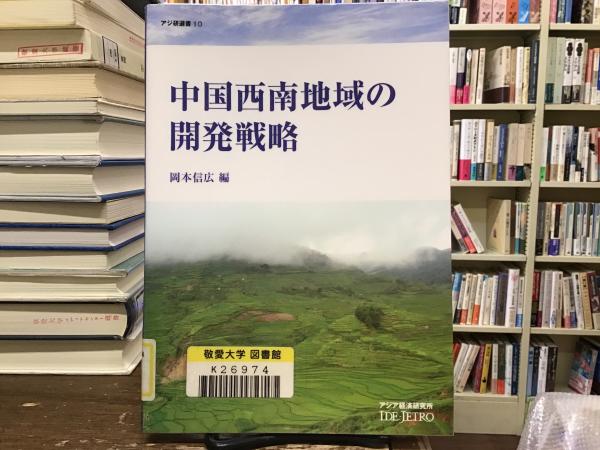 アジ研選書 10
中国西南地域の
開発戦略
岡本信広 編
敬愛大学 図書館
K26974
アジア経済研究所
IDE-JETRO